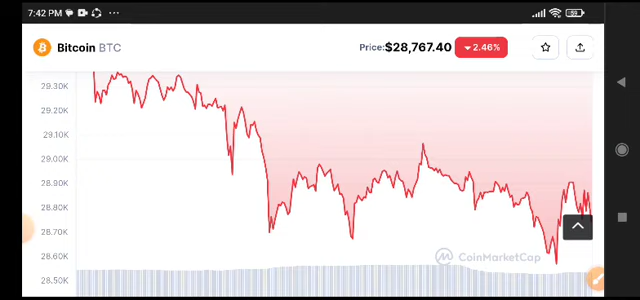 7:42 PM
59
Bitcoin BTC
Price:$28,767.40
2.46%
29.30K
29.20K
29.10K
29.00K
28.90K
28.80K
28.70K
28.60K
28.50K
CoinMarketCap